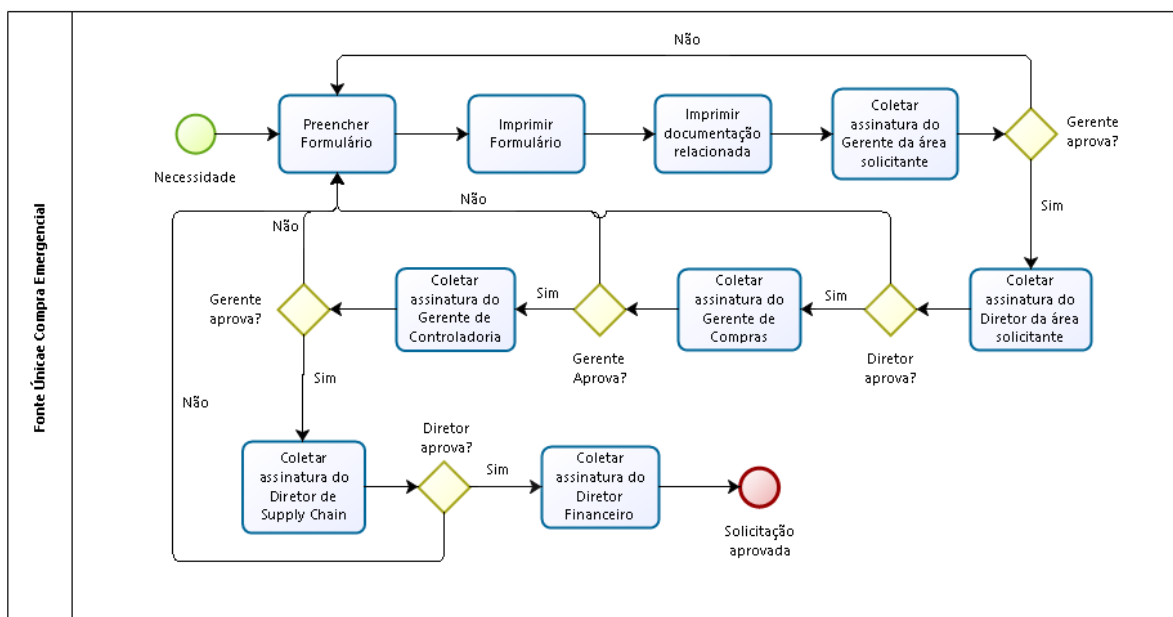 Fonte Únicae Compra Emergencial
Não
Preencher
Formulário
Imprimir
Formulário
Imprimir
documentação
relacionada
Coletar
assinatura do
Gerente da área
solicitante
Gerente
aprova?
Necessidade
Sim
Não
Não
Não
Coletar
assinatura do
Diretor da área
solicitante
Diretor
aprova?
Sim
Coletar
assinatura do
Gerente de
Compras
Gerente
Aprova?
Sim
Coletar
assinatura do
Gerente de
Controladoria
Gerente
aprova?
Sim
Coletar
assinatura do
Diretor de
Supply Chain
Diretor
aprova?
Sim
Coletar
assinatura do
Diretor
Financeiro
Solicitação
aprovada